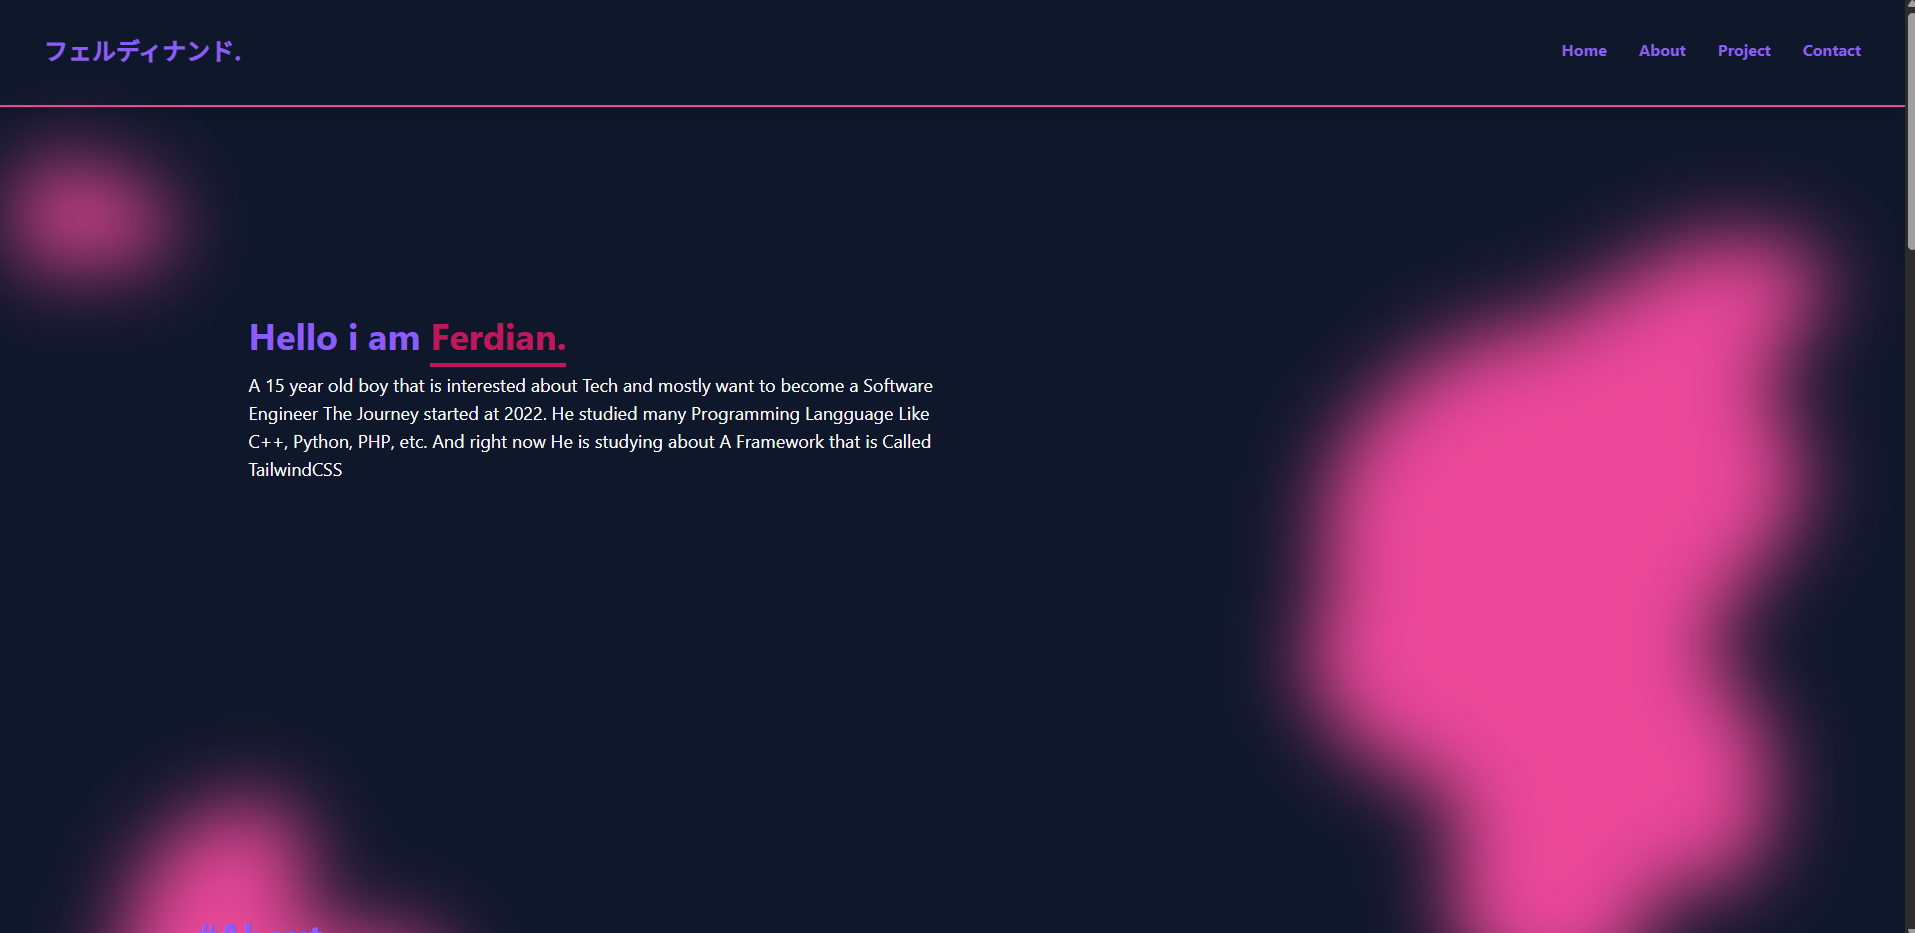 フェルディナンド.
Home About Project Contact
Hello i am Ferdian.
A 15 year old boy that is interested about Tech and mostly want to become a Software
Engineer The Journey started at 2022. He studied many Programming Langguage Like
C++, Python, PHP, etc. And right now He is studying about A Framework that is Called
TailwindCSS
#About